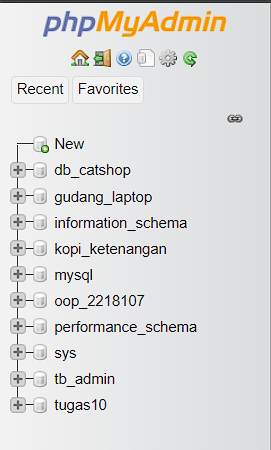 phpMyAdmin
Recent Favorites
New
db_catshop
gudang_laptop
information_schema
kopi_ketenangan
mysql
oop_2218107
performance_schema
sys
tb_admin
tugas10